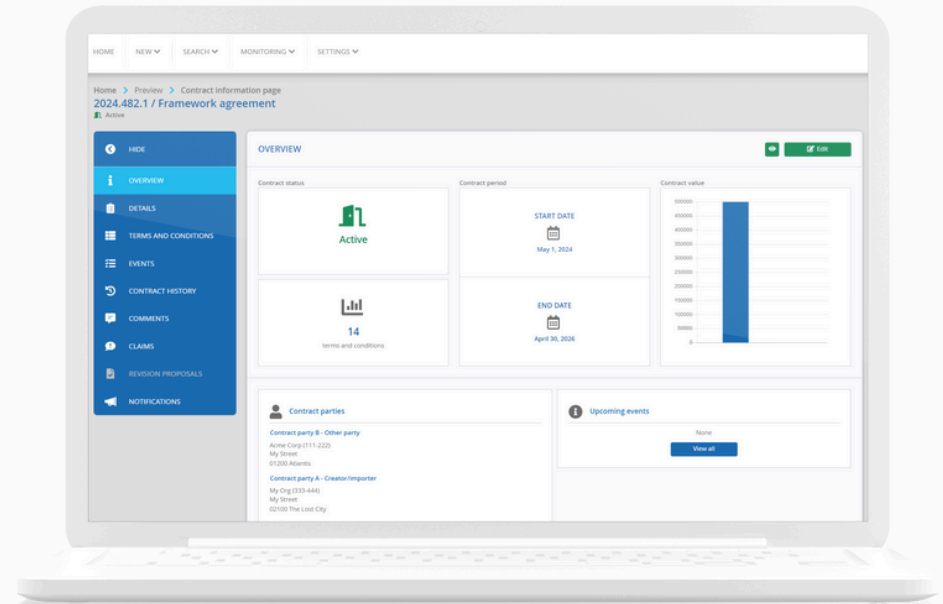 HOME NEW SEARCH MONITORING SETTINGS
Home > Preview > Contract information page
2024.482.1 / Framework agreement
Active
HIDE
OVERVIEW
DETAILS
TERMS AND CONDITIONS
EVENTS
CONTRACT HISTORY
COMMENTS
CLAIMS
REVISION PROPOSALS
NOTIFICATIONS
OVERVIEW
Edit
Contract status
Active
14
terms and conditions
Contract period
START DATE
May 1, 2024
END DATE
April 30, 2026
Contract value
500000
450000
400000
350000
300000
250000
200000
150000
100000
50000
0
Contract parties
Contract party B - Other party
Acme Corp (111-222)
My Street
01200 Atlantis
Contract party A - Creator/importer
My Org (333-444)
My Street
02100 The Lost City
Upcoming events
None
View all